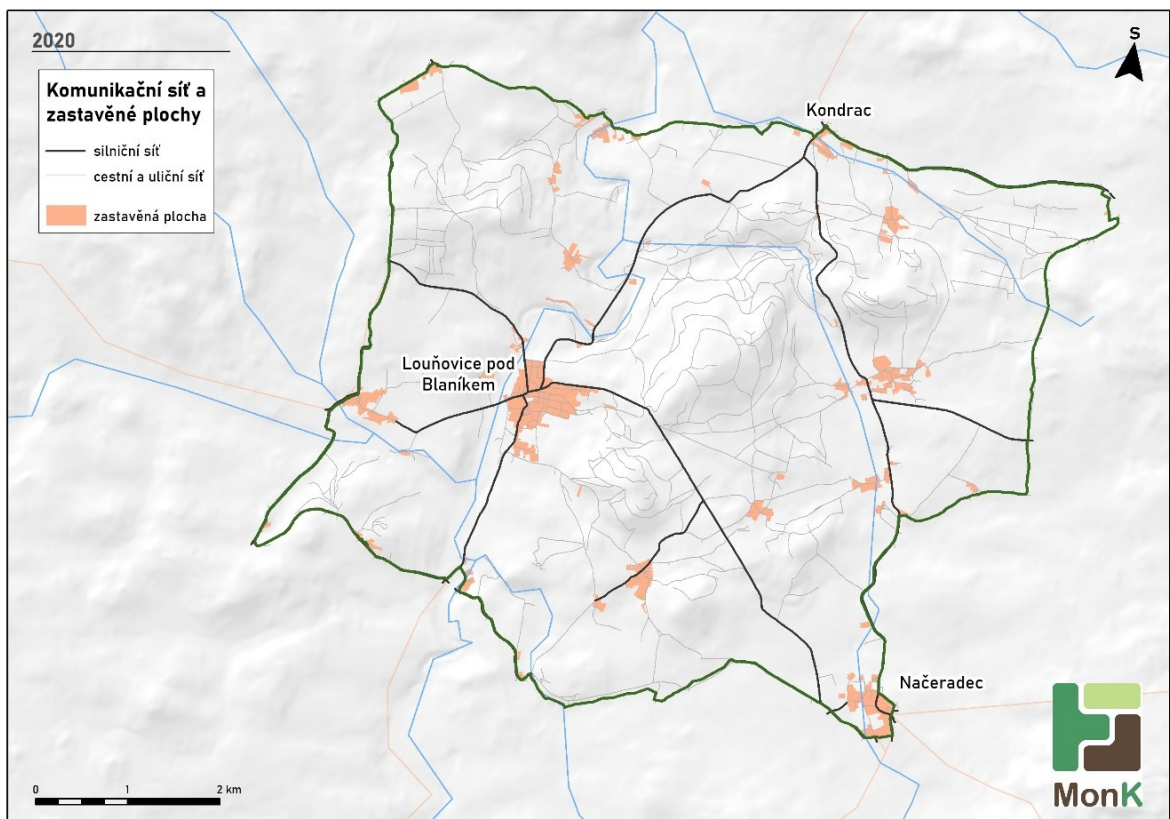 2020
Komunikační síť a
zastavěné plochy
silniční síť
cestní a uliční síť
zastavěná plocha
S
Kondrac
Louňovice pod
Blaníkem
Načeradec
0 1 2 km
MonK